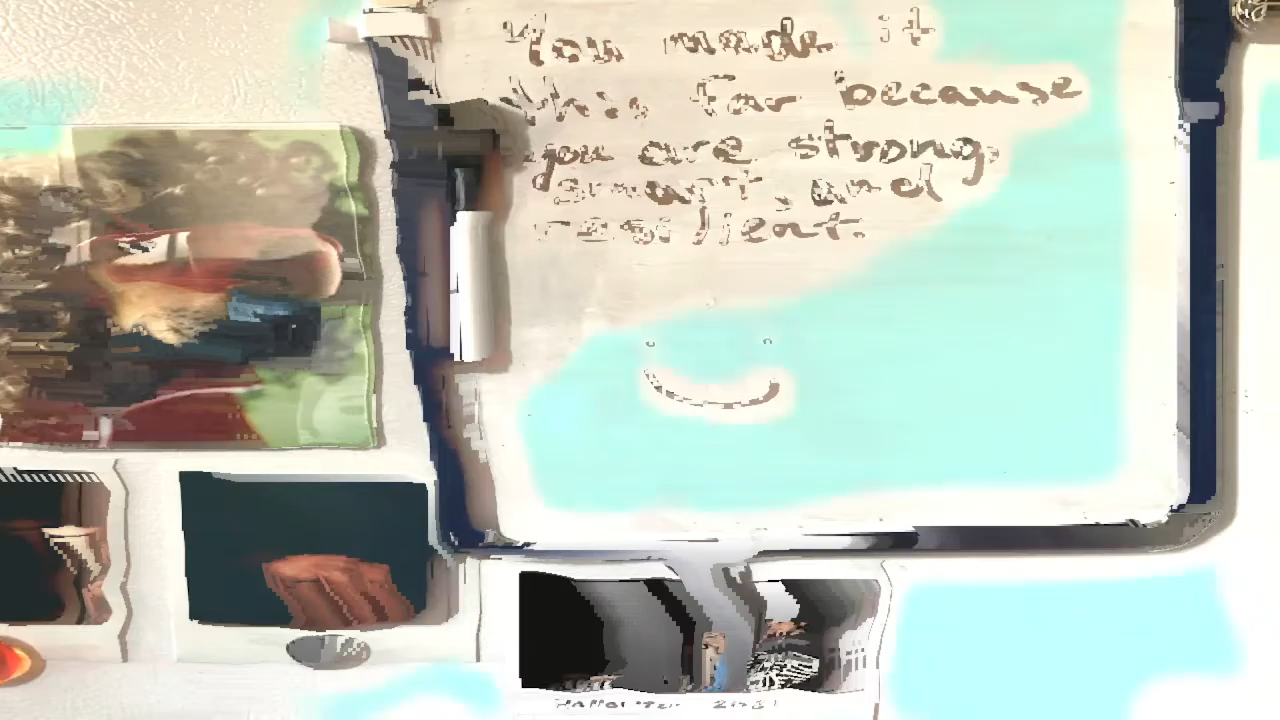 You made it
this far because
you are strong,
smart, and
resilient.